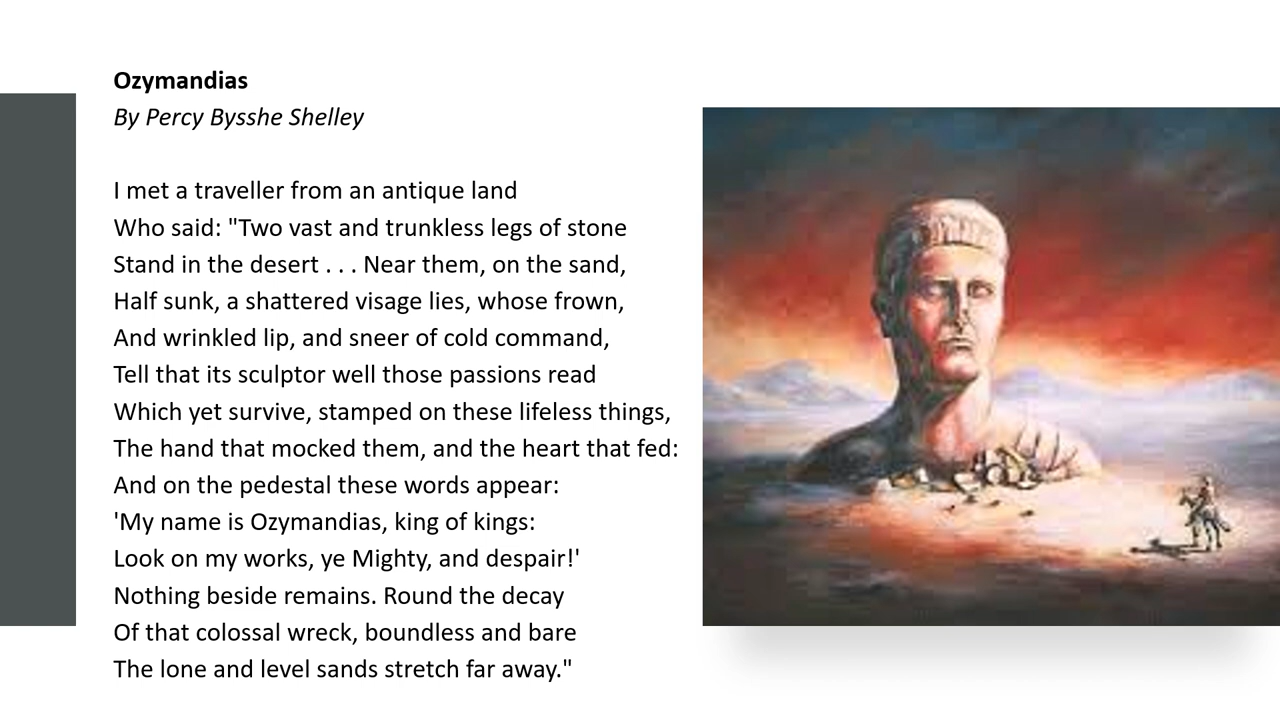 Ozymandias
By Percy Bysshe Shelley
I met a traveller from an antique land
Who said: "Two vast and trunkless legs of stone
Stand in the desert . . . Near them, on the sand,
Half sunk, a shattered visage lies, whose frown,
And wrinkled lip, and sneer of cold command,
Tell that its sculptor well those passions read
Which yet survive, stamped on these lifeless things,
The hand that mocked them, and the heart that fed:
And on the pedestal these words appear:
'My name is Ozymandias, king of kings:
Look on my works, ye Mighty, and despair!'
Nothing beside remains. Round the decay
Of that colossal wreck, boundless and bare
The lone and level sands stretch far away."